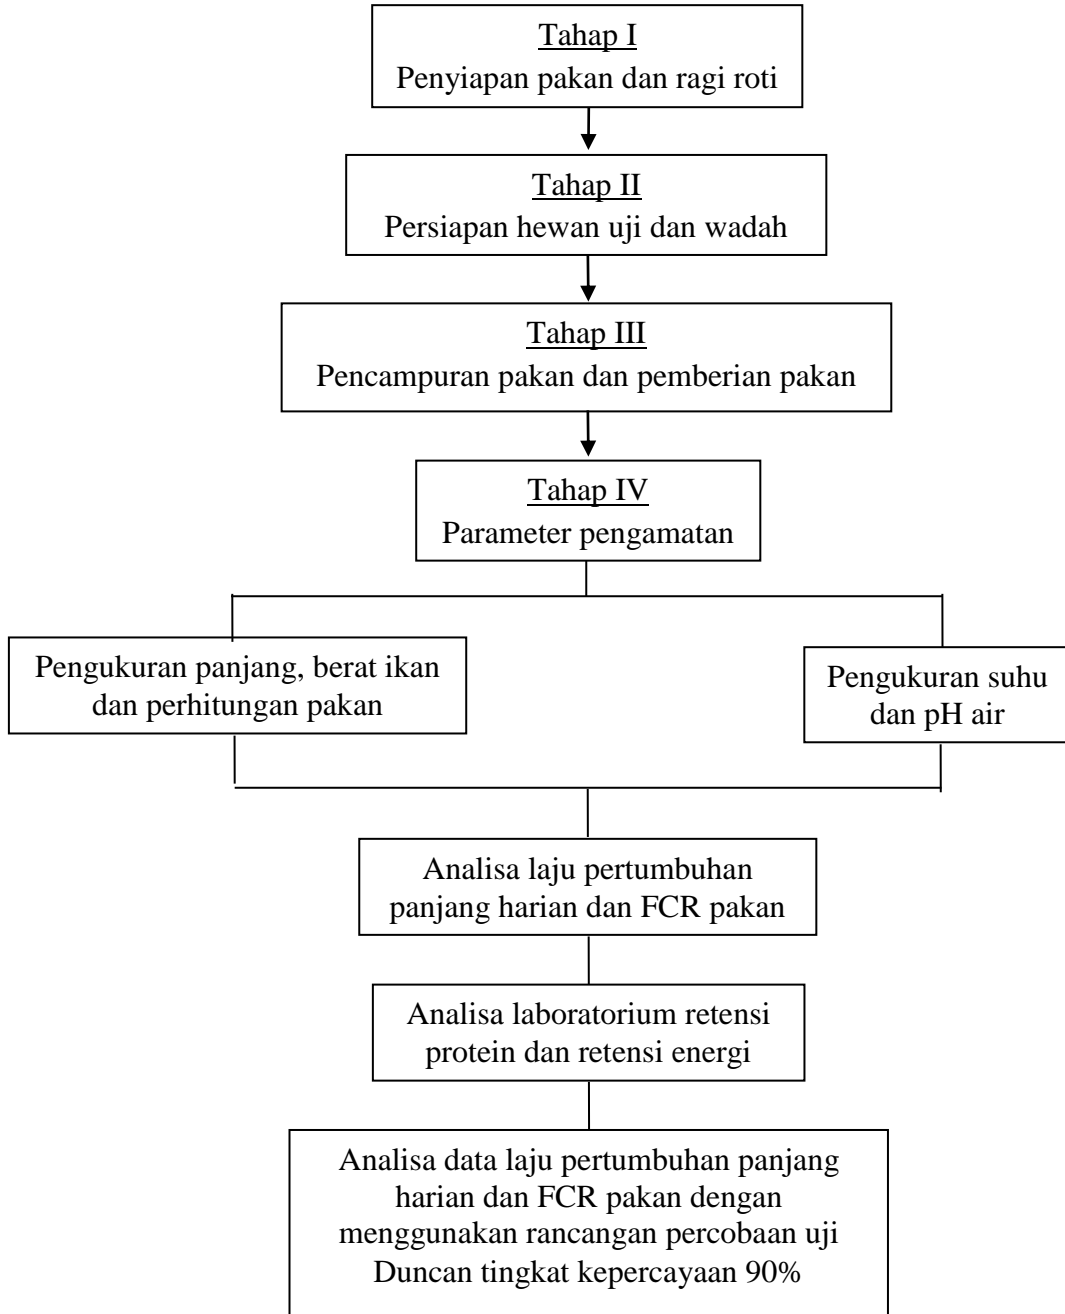 Tahap I
Penyiapan pakan dan ragi roti
Tahap II
Persiapan hewan uji dan wadah
Tahap III
Pencampuran pakan dan pemberian pakan
Tahap IV
Parameter pengamatan
Pengukuran panjang, berat ikan
dan perhitungan pakan
Pengukuran suhu
dan pH air
Analisa laju pertumbuhan
panjang harian dan FCR pakan
Analisa laboratorium retensi
protein dan retensi energi
Analisa data laju pertumbuhan panjang
harian dan FCR pakan dengan
menggunakan rancangan percobaan uji
Duncan tingkat kepercayaan 90%